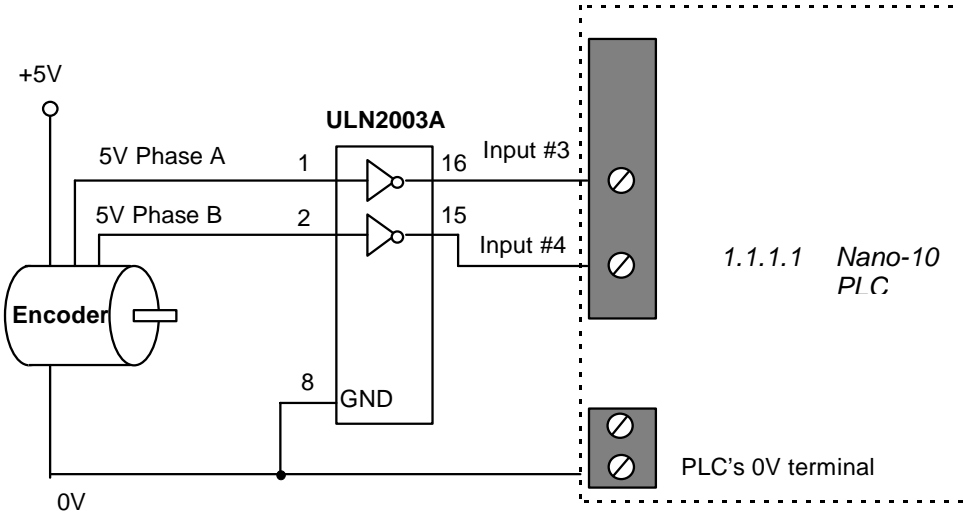 +5V
ULN2003A
5V Phase A
1
16
Input #3
5V Phase B
2
15
Input #4
1.1.1.1 Nano-10
PLC
Encoder
8
GND
PLC's 0V terminal
0V